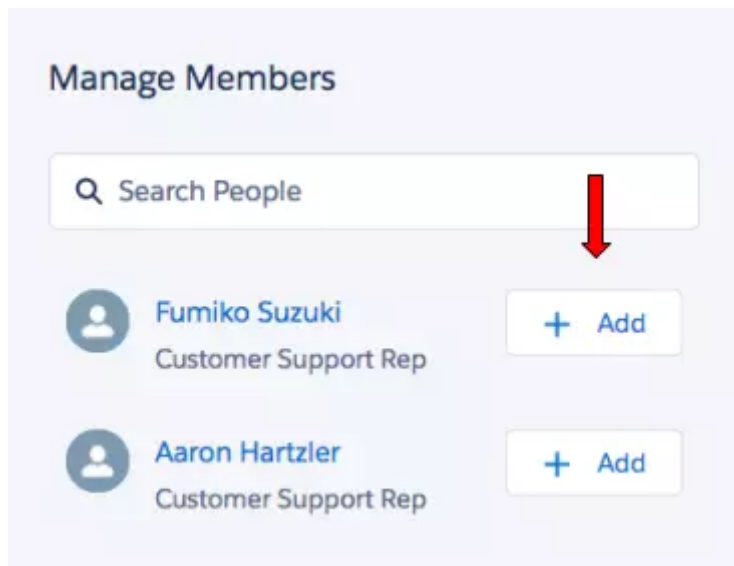 Manage Members
Search People
Fumiko Suzuki
+ Add
Customer Support Rep
Aaron Hartzler
+ Add
Customer Support Rep